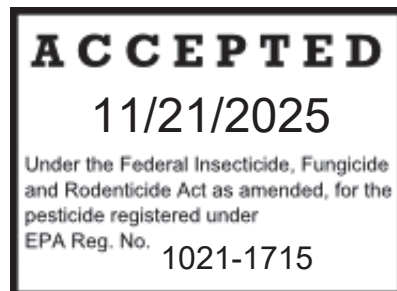 ACCEPTED
11/21/2025
Under the Federal Insecticide, Fungicide
and Rodenticide Act as amended, for the
pesticide registered under
EPA Reg. No. 1021-1715